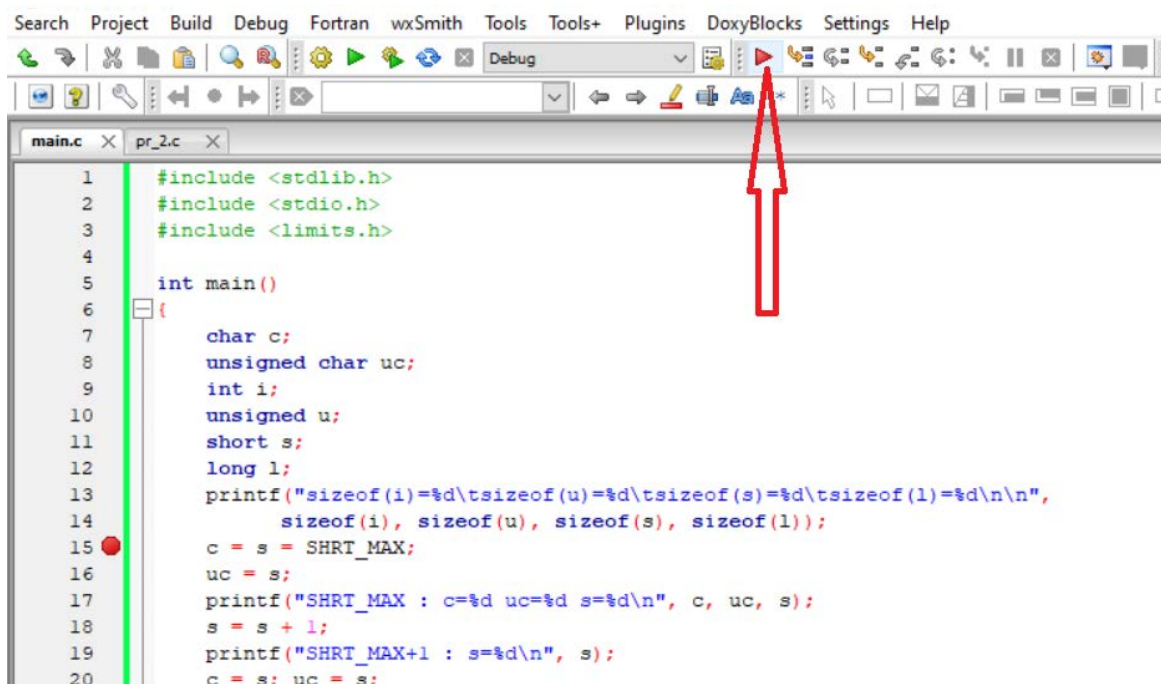 Search Project Build Debug Fortran wxSmith Tools Tools+ Plugins DoxyBlocks Settings Help
Debug
main.c pr_2.c
1 #include <stdlib.h>
2 #include <stdio.h>
3 #include <limits.h>
4
5 int main()
6 {
7 char c;
8 unsigned char uc;
9 int i;
10 unsigned u;
11 short s;
12 long l;
13 printf("sizeof(i)=%d\tsizeof(u)=%d\tsizeof(s)=%d\tsizeof(l)=%d\n\n",
14 sizeof(i), sizeof(u), sizeof(s), sizeof(l));
15 c = s = SHRT_MAX;
16 uc = s;
17 printf("SHRT_MAX : c=%d uc=%d s=%d\n", c, uc, s);
18 s = s + 1;
19 printf("SHRT_MAX+1 : s=%d\n", s);
20 c = s; uc = s;